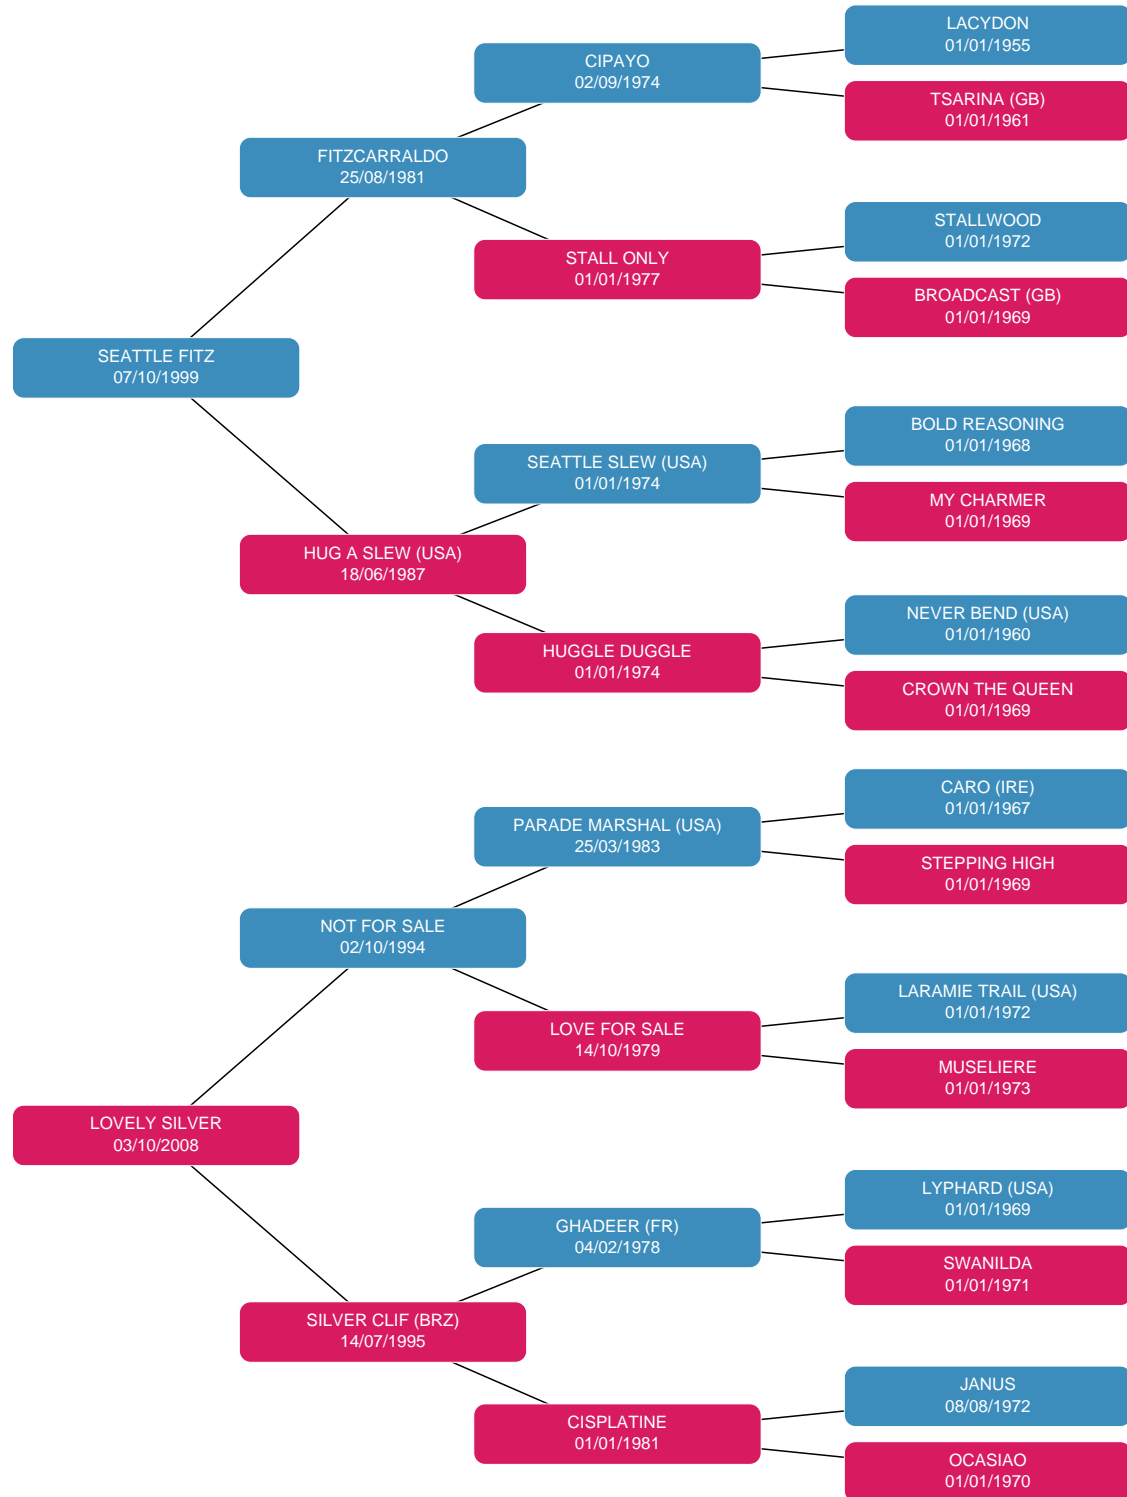 LACYDON
01/01/1955
CIPAYO
02/09/1974
TSARINA (GB)
01/01/1961
FITZCARRALDO
25/08/1981
STALLWOOD
01/01/1972
STALL ONLY
01/01/1977
BROADCAST (GB)
01/01/1969
SEATTLE FITZ
07/10/1999
BOLD REASONING
01/01/1968
SEATTLE SLEW (USA)
01/01/1974
MY CHARMER
01/01/1969
HUG A SLEW (USA)
18/06/1987
NEVER BEND (USA)
01/01/1960
HUGGLE DUGGLE
01/01/1974
CROWN THE QUEEN
01/01/1969
CARO (IRE)
01/01/1967
PARADE MARSHAL (USA)
25/03/1983
STEPPING HIGH
01/01/1969
NOT FOR SALE
02/10/1994
LARAMIE TRAIL (USA)
01/01/1972
LOVE FOR SALE
14/10/1979
MUSELIERE
01/01/1973
LOVELY SILVER
03/10/2008
LYPHARD (USA)
01/01/1969
GHADEER (FR)
04/02/1978
SWANILDA
01/01/1971
SILVER CLIF (BRZ)
14/07/1995
JANUS
08/08/1972
CISPLATINE
01/01/1981
OCASIAO
01/01/1970